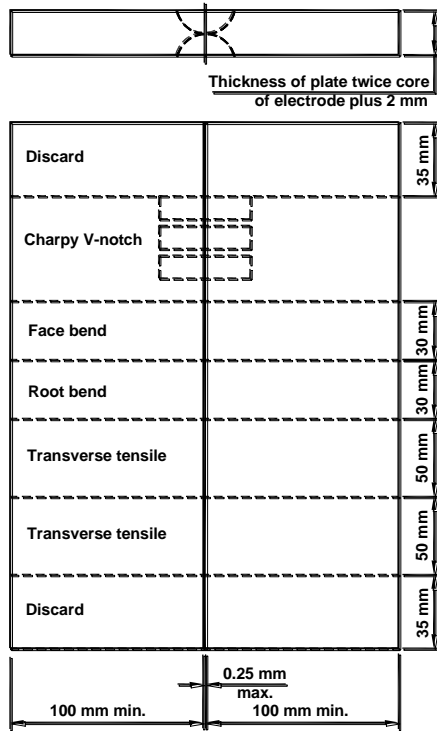 Thickness of plate twice core
of electrode plus 2 mm
Discard
35 mm
Charpy V-notch
Face bend
30 mm
Root bend
30 mm
Transverse tensile
50 mm
Transverse tensile
50 mm
Discard
35 mm
0.25 mm
max.
100 mm min.
100 mm min.